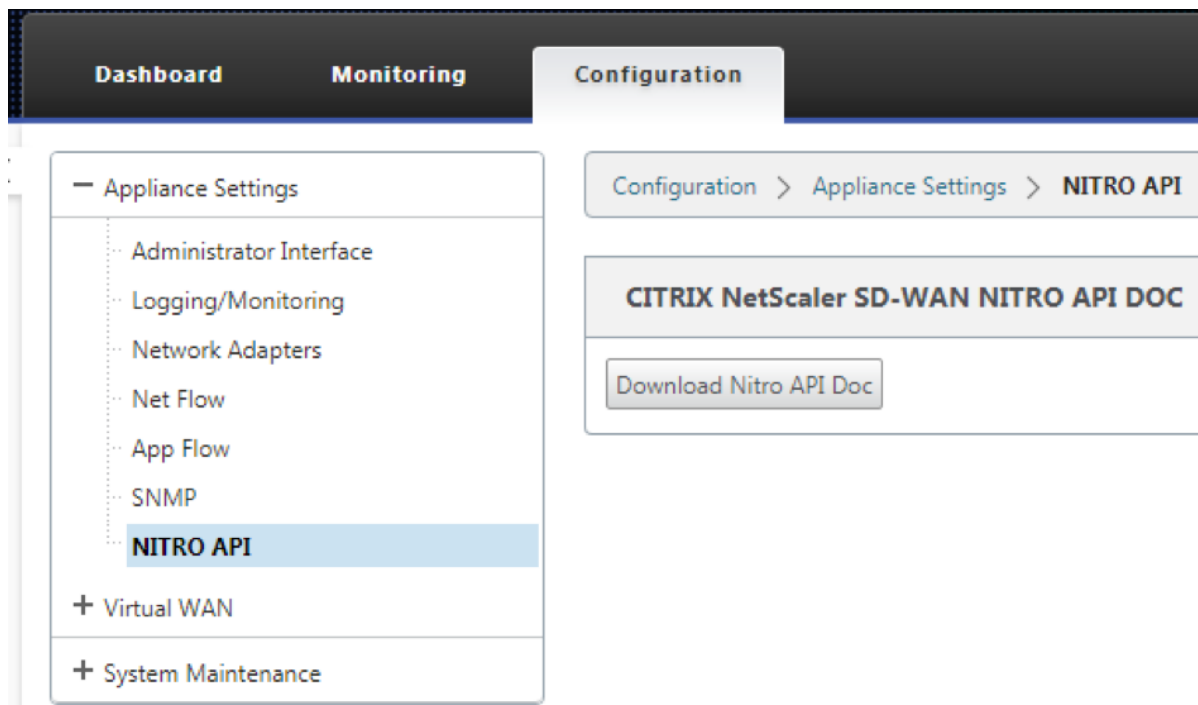 Dashboard Monitoring Configuration
Appliance Settings
Administrator Interface
Logging/Monitoring
Network Adapters
Net Flow
App Flow
SNMP
NITRO API
Virtual WAN
System Maintenance
Configuration > Appliance Settings > NITRO API
CITRIX NetScaler SD-WAN NITRO API DOC
Download Nitro API Doc